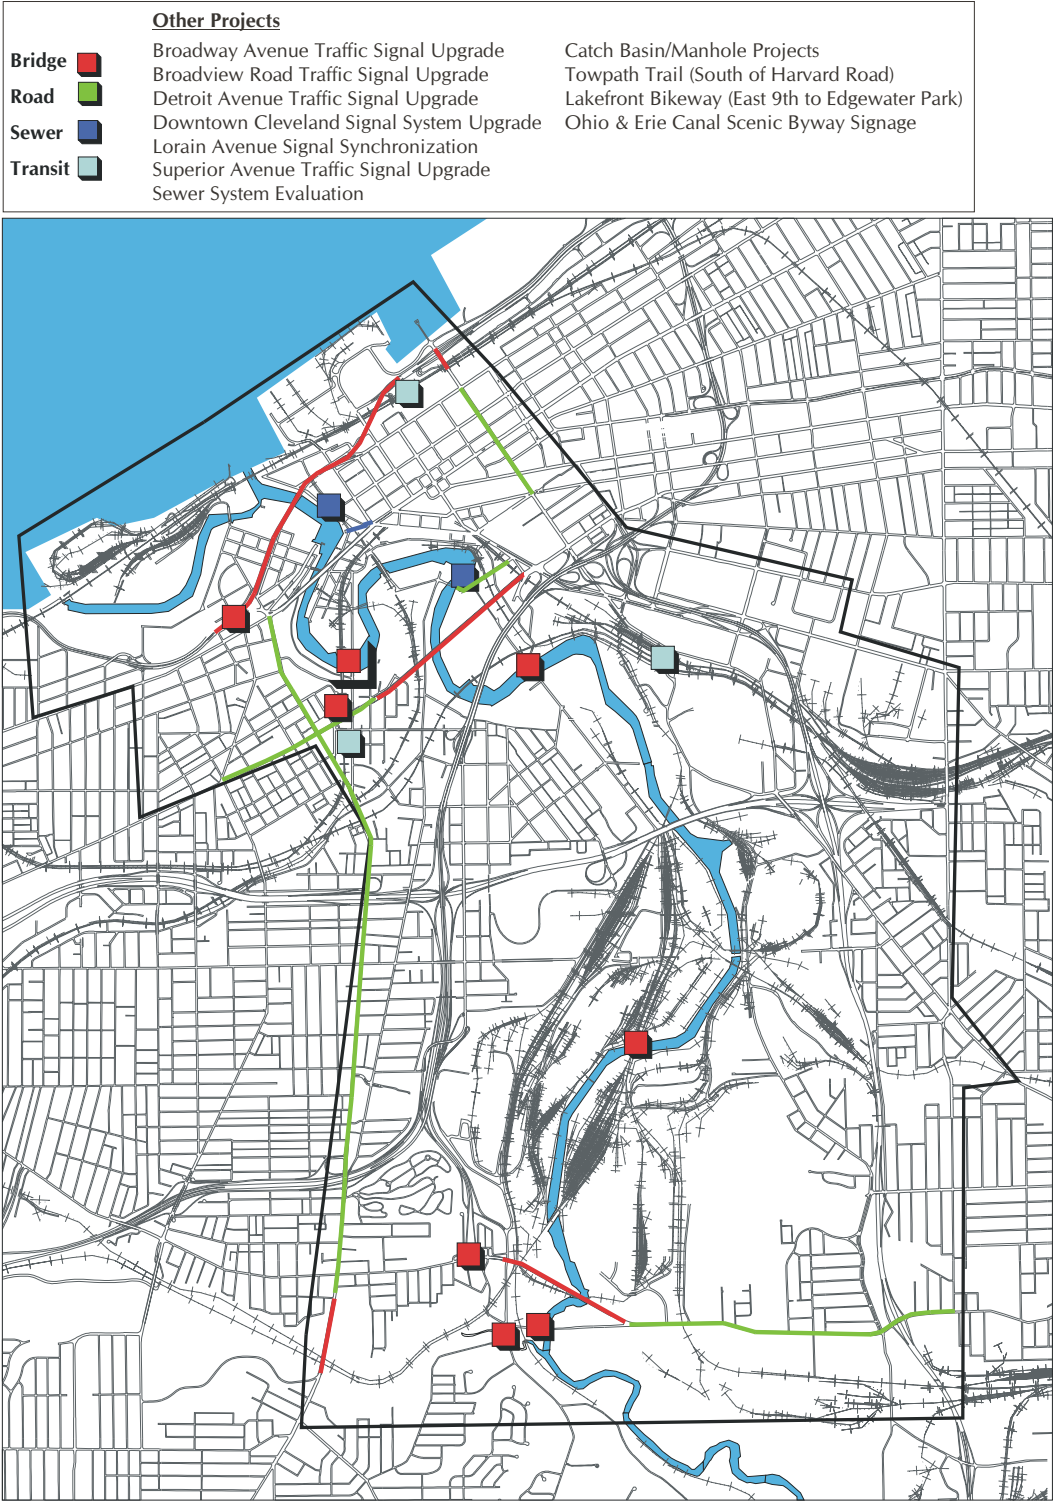 Other Projects
Bridge
Road
Sewer
Transit
Broadway Avenue Traffic Signal Upgrade
Broadview Road Traffic Signal Upgrade
Detroit Avenue Traffic Signal Upgrade
Downtown Cleveland Signal System Upgrade
Lorain Avenue Signal Synchronization
Superior Avenue Traffic Signal Upgrade
Sewer System Evaluation
Catch Basin/Manhole Projects
Towpath Trail (South of Harvard Road)
Lakefront Bikeway (East 9th to Edgewater Park)
Ohio & Erie Canal Scenic Byway Signage